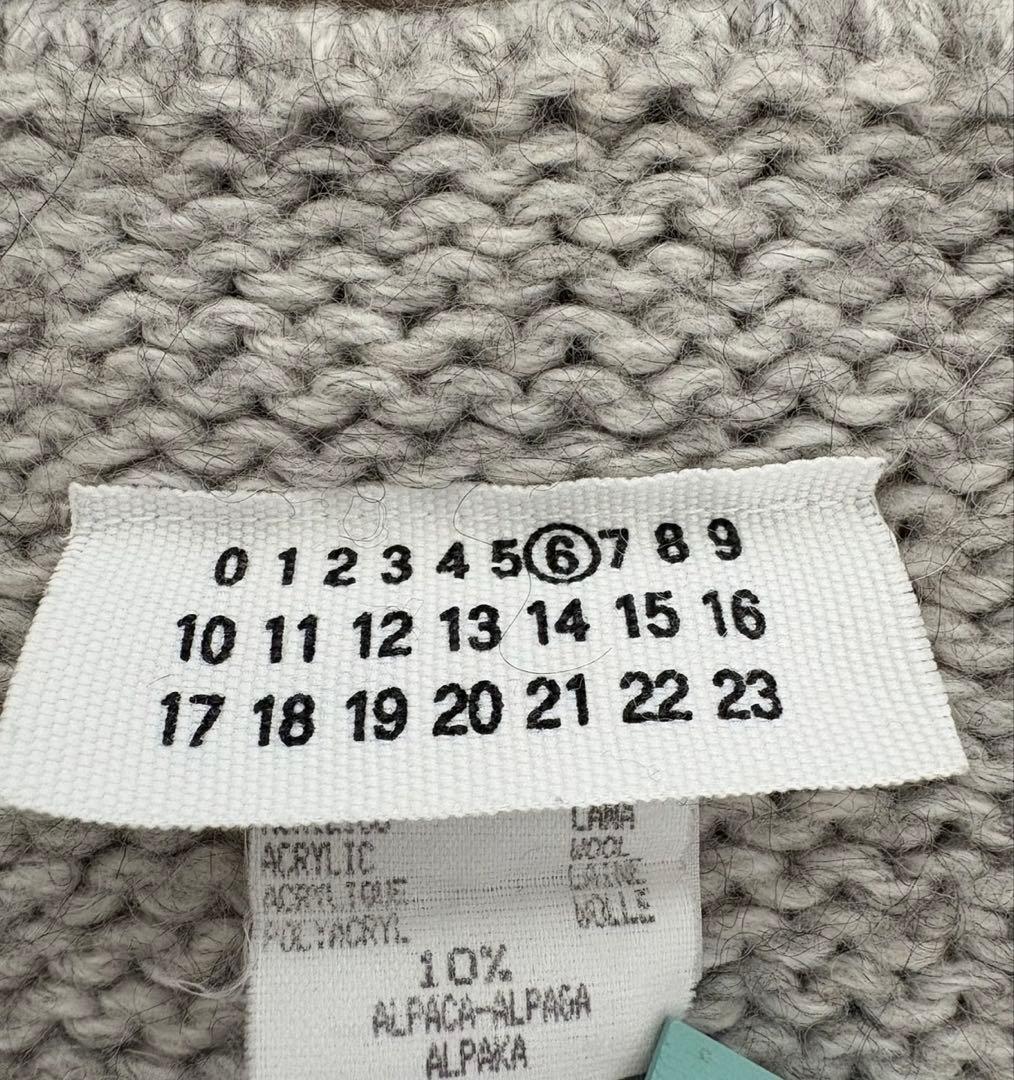 0 1 2 3 4 5 6 7 8 9
10 11 12 13 14 15 16
17 18 19 20 21 22 23
LANA
ACRYLIC WOOL
ACRYLIQUE LAINE
POLYACRYL WOLLE
10%
ALPACA-ALPAGA
ALPAKA